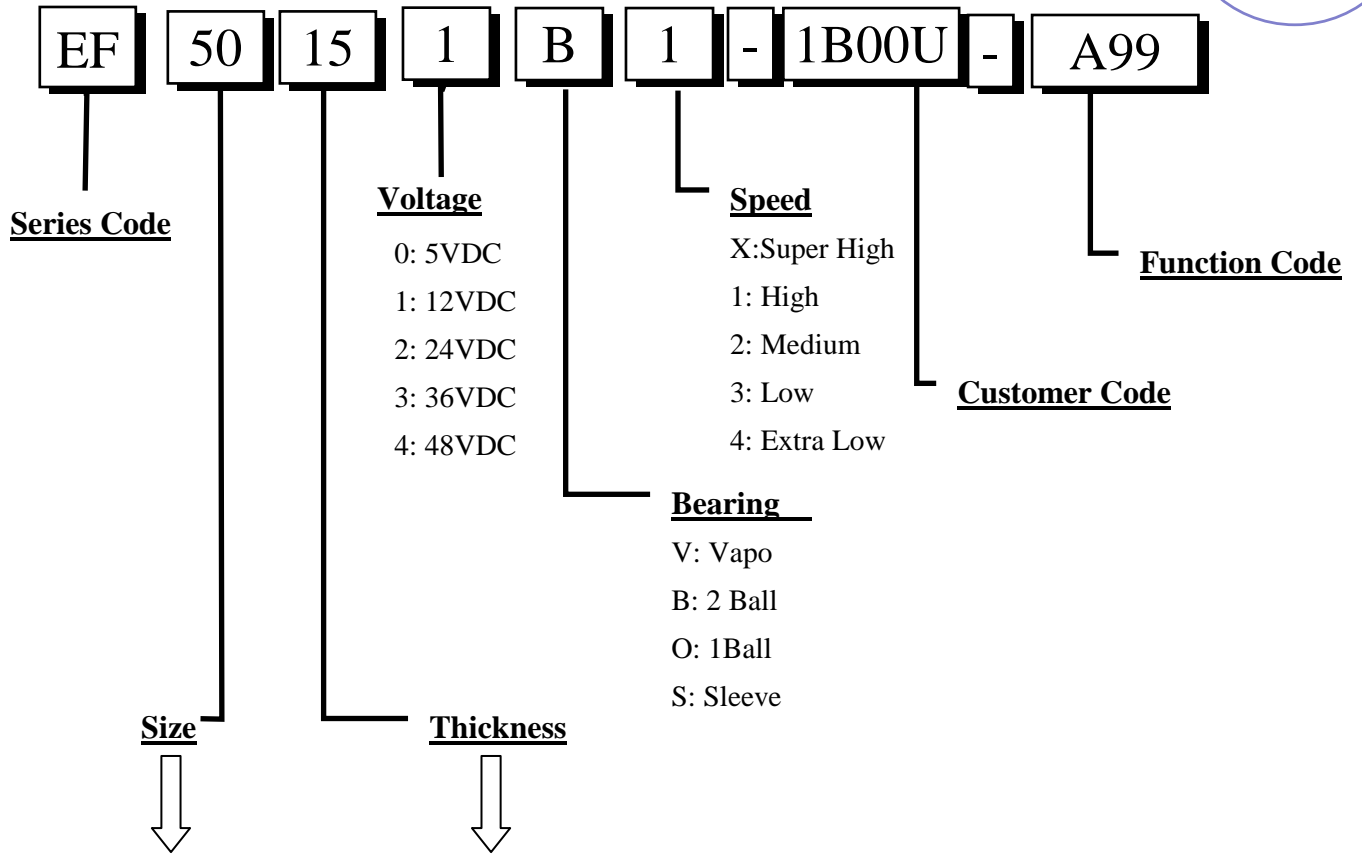 EF 50 15 1 B 1 - 1B00U - A99
Series Code
Voltage
0: 5VDC
1: 12VDC
2: 24VDC
3: 36VDC
4: 48VDC
Speed
X:Super High
1: High
2: Medium
3: Low
4: Extra Low
Function Code
Customer Code
Bearing
V: Vapo
B: 2 Ball
O: 1Ball
S: Sleeve
Size
Thickness